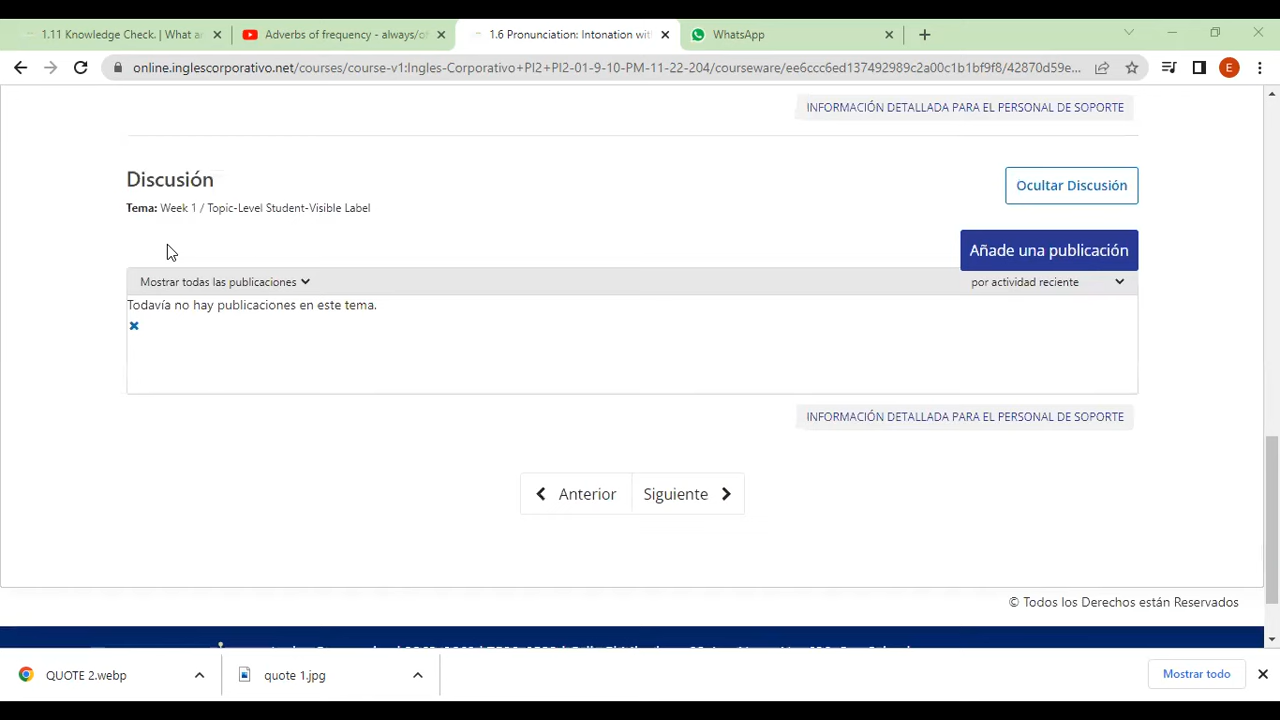 1.11 Knowledge Check. | What a
Adverbs of frequency - always/of
1.6 Pronunciation: Intonation wit
WhatsApp
online.inglescorporativo.net/courses/course-v1:Ingles-Corporativo+PI2+PI2-01-9-10-PM-11-22-204/courseware/ee6ccc6ed137492989c2a00c1b1bf9f8/42870d59e...
E
INFORMACIÓN DETALLADA PARA EL PERSONAL DE SOPORTE
Discusión
Ocultar Discusión
Tema: Week 1 / Topic-Level Student-Visible Label
Añade una publicación
Mostrar todas las publicaciones
por actividad reciente
Todavía no hay publicaciones en este tema.
INFORMACIÓN DETALLADA PARA EL PERSONAL DE SOPORTE
Anterior
Siguiente
© Todos los Derechos están Reservados
QUOTE 2.webp
quote 1.jpg
Mostrar todo